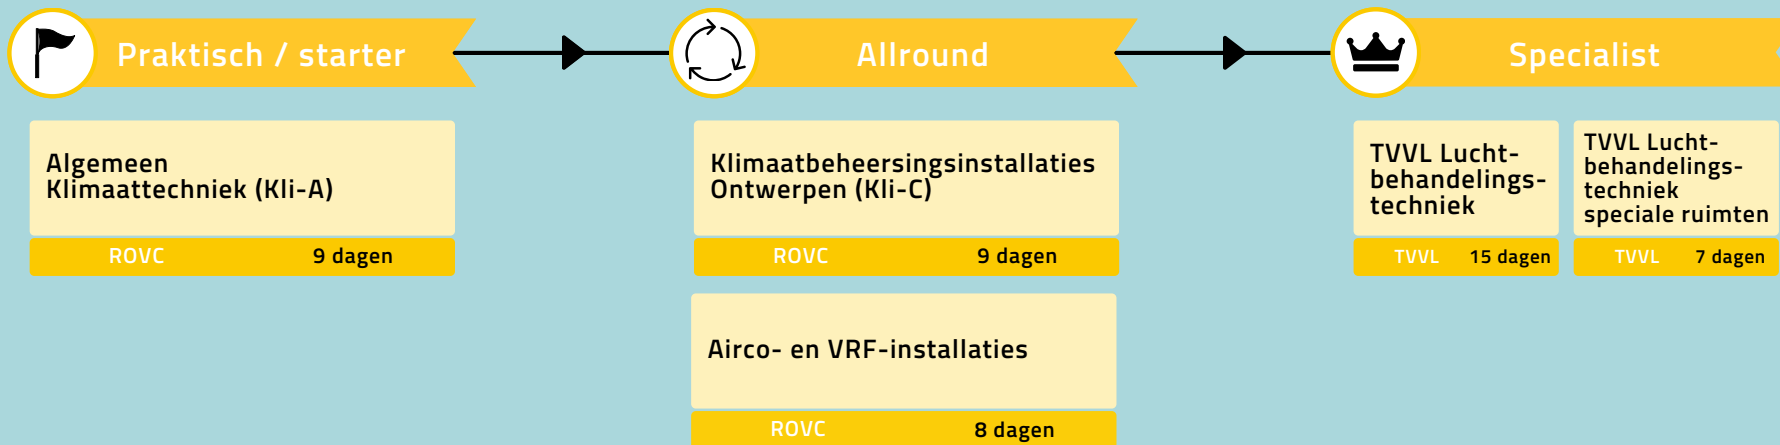 Praktisch / starter
Allround
Specialist
Algemeen
Klimaattechniek (Kli-A)
ROVC 9 dagen
Klimaatbeheersingsinstallaties
Ontwerpen (Kli-C)
ROVC 9 dagen
Airco- en VRF-installaties
ROVC 8 dagen
TVVL Lucht-
behandelings-
techniek
TVVL 15 dagen
TVVL Lucht-
behandelings-
techniek
speciale ruimten
TVVL 7 dagen